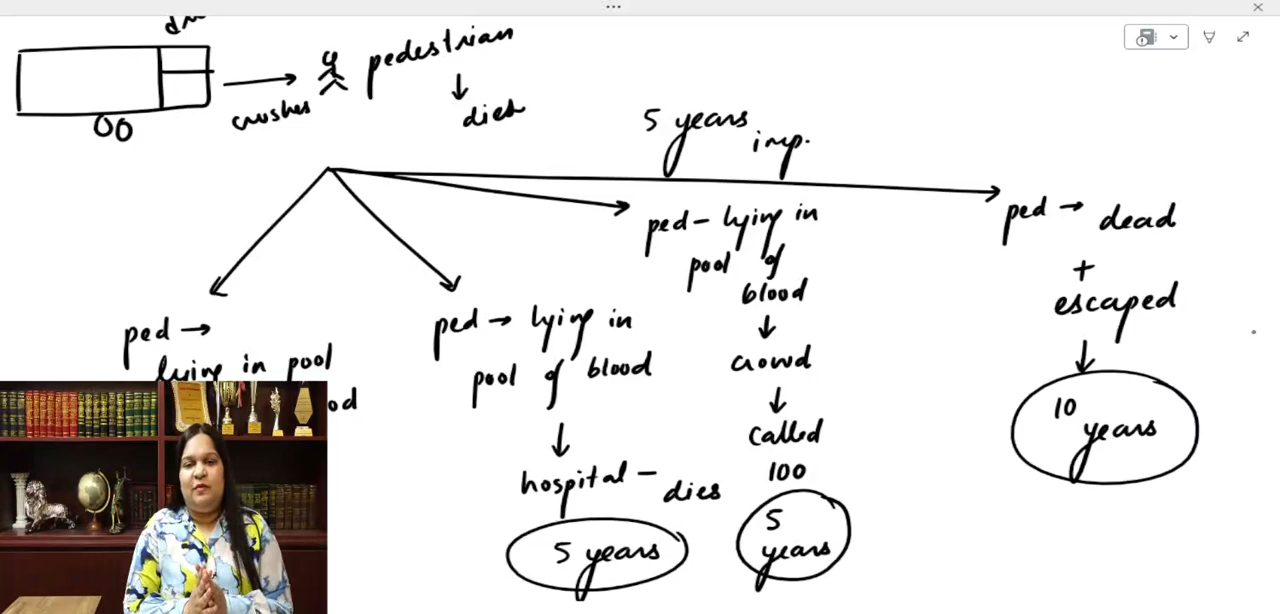 pedestrian
crushes
dies
5 years
imp.
ped →
lying in pool
od
ped → lying in
pool of blood
↓
hospital – dies
5 years
ped – lying in
pool of
blood
↓
crowd
↓
called
100
5
years
ped → dead
+
escaped
↓
10
years